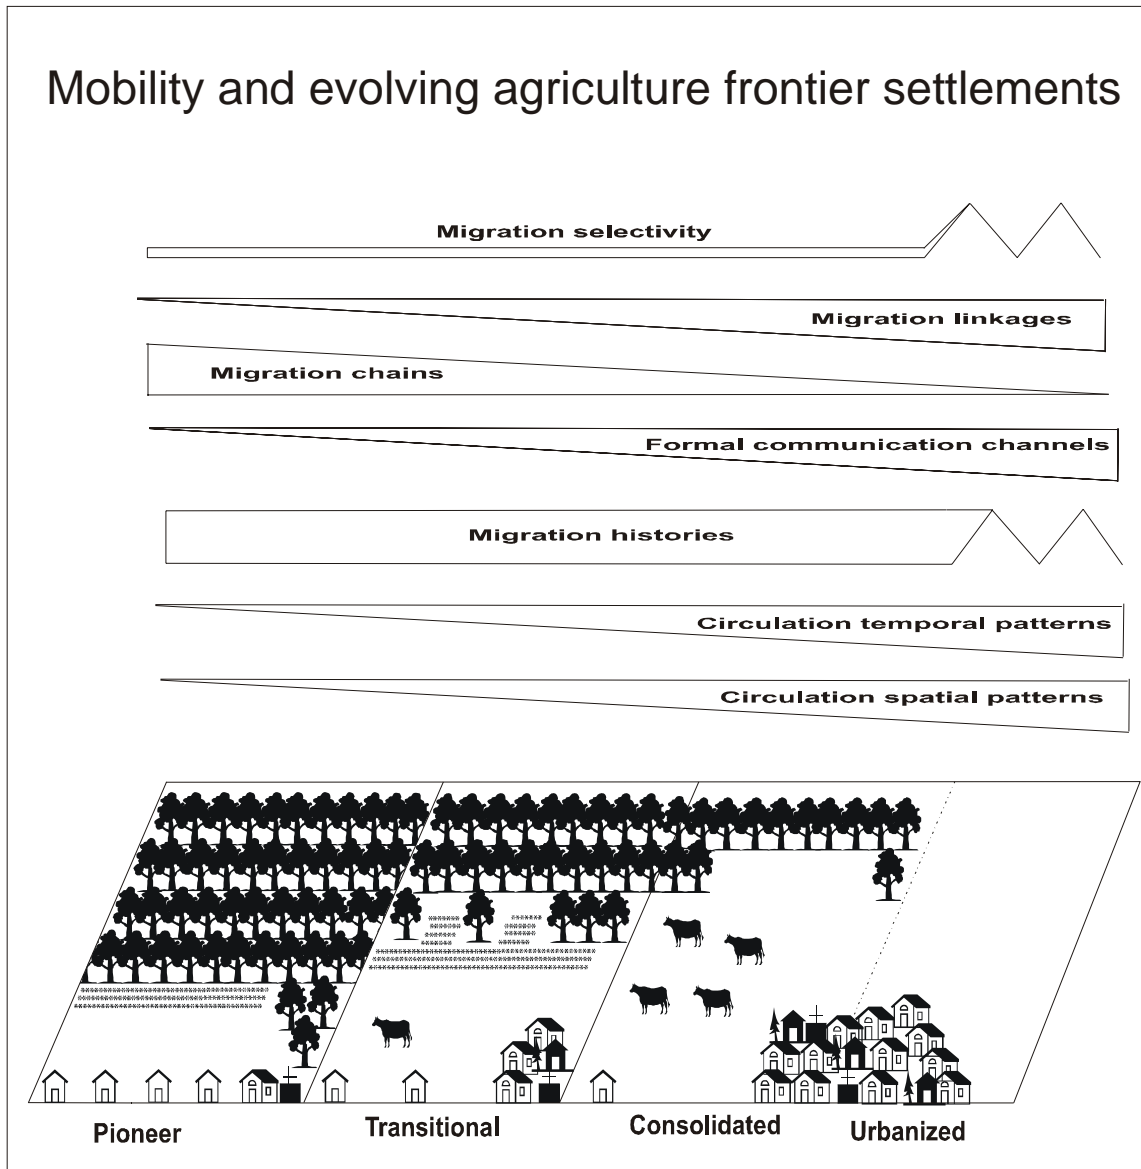 Mobility and evolving agriculture frontier settlements
Migration selectivity
Migration linkages
Migration chains
Formal communication channels
Migration histories
Circulation temporal patterns
Circulation spatial patterns
Pioneer
Transitional
Consolidated
Urbanized